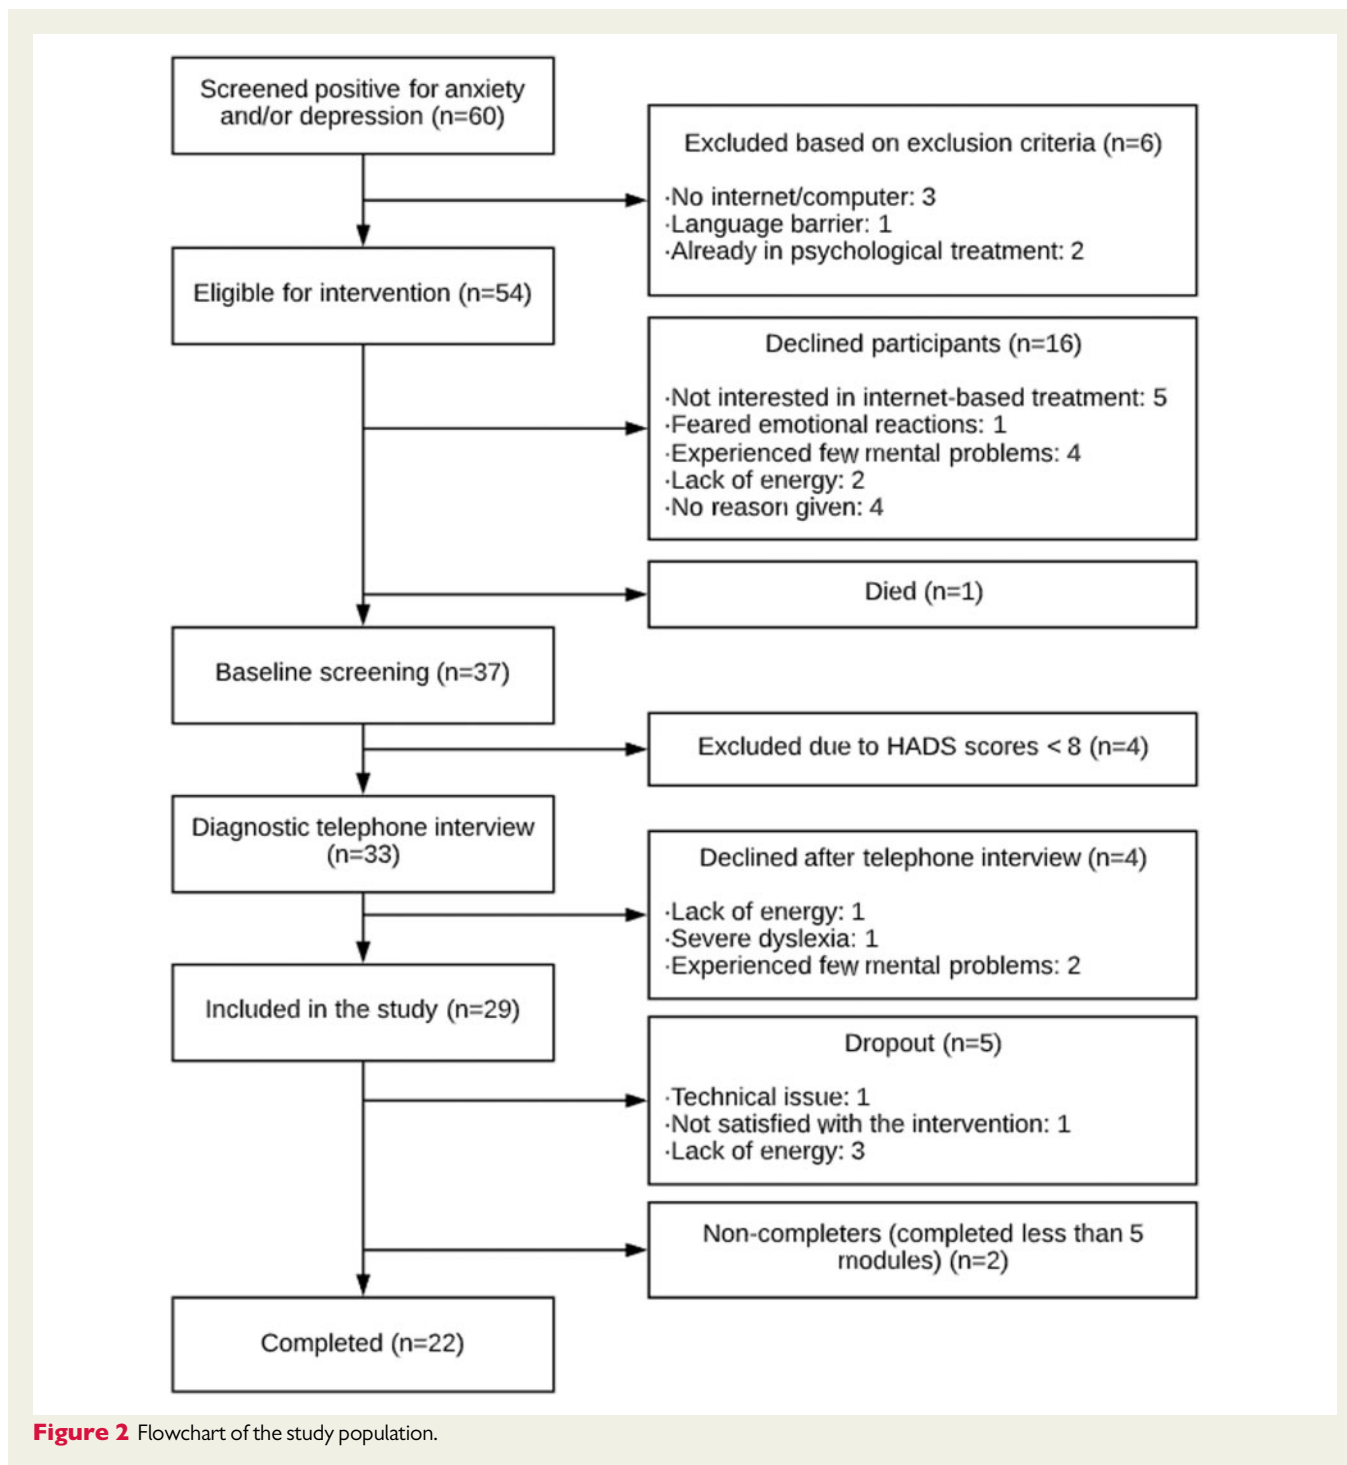 Screened positive for anxiety
and/or depression (n=60)
Excluded based on exclusion criteria (n=6)
·No internet/computer: 3
·Language barrier: 1
·Already in psychological treatment: 2
Eligible for intervention (n=54)
Declined participants (n=16)
·Not interested in internet-based treatment: 5
·Feared emotional reactions: 1
·Experienced few mental problems: 4
·Lack of energy: 2
·No reason given: 4
Died (n=1)
Baseline screening (n=37)
Excluded due to HADS scores < 8 (n=4)
Diagnostic telephone interview
(n=33)
Declined after telephone interview (n=4)
·Lack of energy: 1
·Severe dyslexia: 1
·Experienced few mental problems: 2
Included in the study (n=29)
Dropout (n=5)
·Technical issue: 1
·Not satisfied with the intervention: 1
·Lack of energy: 3
Non-completers (completed less than 5
modules) (n=2)
Completed (n=22)
Figure 2 Flowchart of the study population.